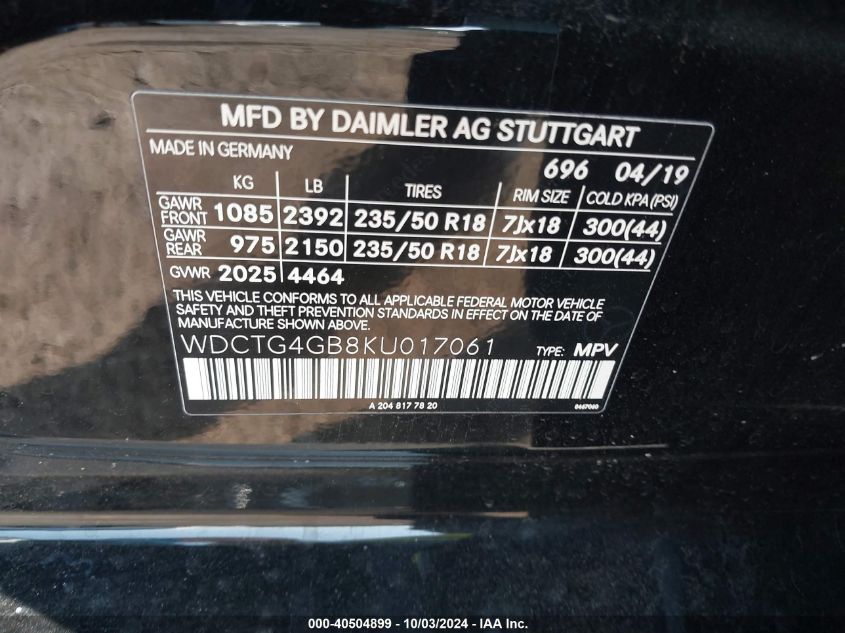 MFD BY DAIMLER AG STUTTGART
MADE IN GERMANY
696 04/19
KG LB TIRES RIM SIZE COLD KPA (PSI)
GAWR FRONT 1085 2392 235/50 R18 7Jx18 300(44)
GAWR REAR 975 2150 235/50 R18 7Jx18 300(44)
GVWR 2025 4464
THIS VEHICLE CONFORMS TO ALL APPLICABLE FEDERAL MOTOR VEHICLE
SAFETY AND THEFT PREVENTION STANDARDS IN EFFECT ON THE DATE OF
MANUFACTURE SHOWN ABOVE.
WDCTG4GB8KU017061 TYPE: MPV
A 204 817 78 20
000-40504899 / 10/03/2024 - IAA Inc.